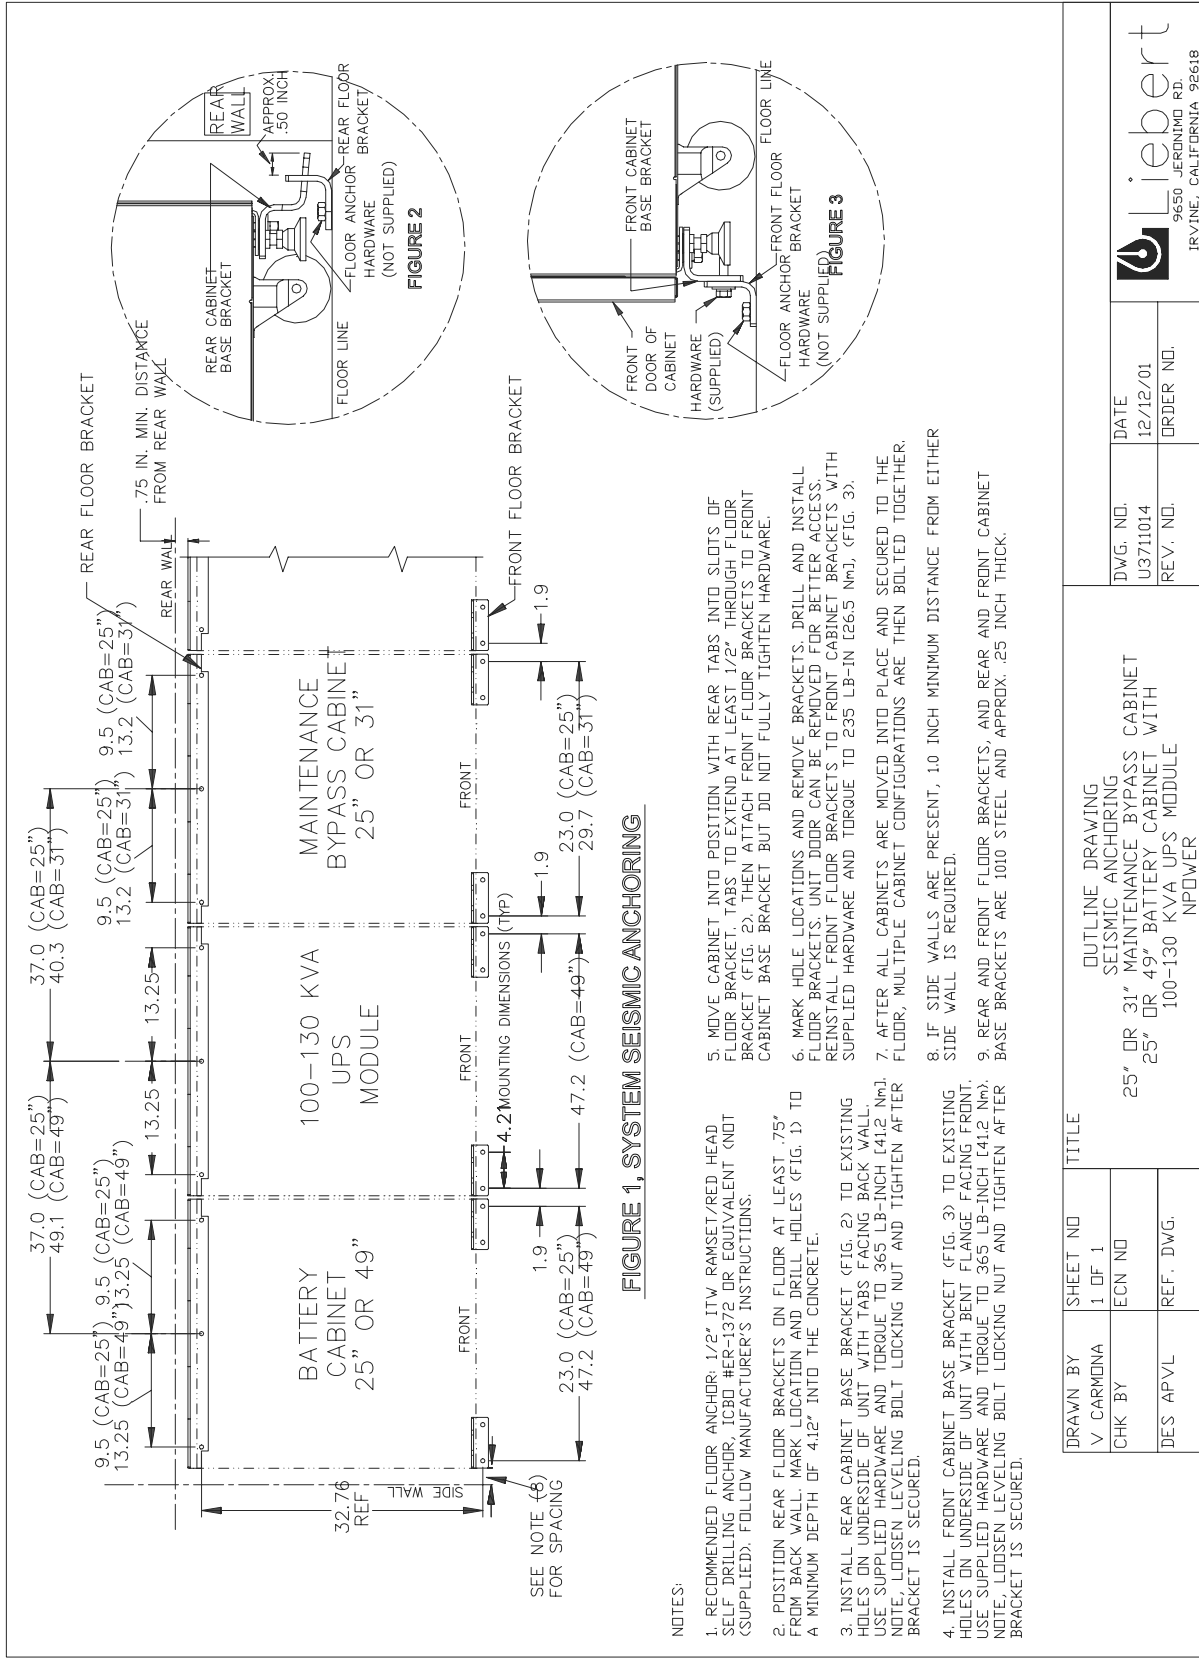 37.0 (CAB=25")
49.1 (CAB=49")
37.0 (CAB=25")
40.3 (CAB=31")
9.5 (CAB=25")
13.25 (CAB=49")
9.5 (CAB=25")
13.25 (CAB=49")
13.25
13.25
9.5 (CAB=25")
13.2 (CAB=31")
9.5 (CAB=25")
13.2 (CAB=31")
REAR FLOOR BRACKET
REAR WALL
.75 IN. MIN. DISTANCE
FROM REAR WALL
32.76
REF
SIDE WALL
BATTERY
CABINET
25" OR 49"
100-130 KVA
UPS
MODULE
MAINTENANCE
BYPASS CABINET
25" OR 31"
FRONT
FRONT
FRONT
SEE NOTE (8)
FOR SPACING
1.9
4.21
MOUNTING DIMENSIONS (TYP)
1.9
1.9
FRONT FLOOR BRACKET
23.0 (CAB=25")
47.2 (CAB=49")
47.2 (CAB=49")
23.0 (CAB=25")
29.7 (CAB=31")
FIGURE 1, SYSTEM SEISMIC ANCHORING
REAR CABINET
BASE BRACKET
FLOOR LINE
REAR
WALL
APPROX.
.50 INCH
REAR FLOOR
BRACKET
FLOOR ANCHOR
HARDWARE
(NOT SUPPLIED)
FIGURE 2
FRONT
DOOR OF
CABINET
HARDWARE
(SUPPLIED)
FRONT CABINET
BASE BRACKET
FLOOR LINE
FRONT FLOOR
BRACKET
FLOOR ANCHOR
HARDWARE
(NOT SUPPLIED)
FIGURE 3
NOTES:
1. RECOMMENDED FLOOR ANCHOR: 1/2" ITW RAMSET/RED HEAD
SELF DRILLING ANCHOR, ICBO #ER-1372 OR EQUIVALENT (NOT
(SUPPLIED). FOLLOW MANUFACTURER'S INSTRUCTIONS.
2. POSITION REAR FLOOR BRACKETS ON FLOOR AT LEAST .75"
FROM BACK WALL. MARK LOCATION AND DRILL HOLES (FIG. 1) TO
A MINIMUM DEPTH OF 4.12" INTO THE CONCRETE.
3. INSTALL REAR CABINET BASE BRACKET (FIG. 2) TO EXISTING
HOLES ON UNDERSIDE OF UNIT WITH TABS FACING BACK WALL.
USE SUPPLIED HARDWARE AND TORQUE TO 365 LB-INCH [41.2 Nm].
NOTE, LOOSEN LEVELING BOLT LOCKING NUT AND TIGHTEN AFTER
BRACKET IS SECURED.
4. INSTALL FRONT CABINET BASE BRACKET (FIG. 3) TO EXISTING
HOLES ON UNDERSIDE OF UNIT WITH BENT FLANGE FACING FRONT.
USE SUPPLIED HARDWARE AND TORQUE TO 365 LB-INCH [41.2 Nm].
NOTE, LOOSEN LEVELING BOLT LOCKING NUT AND TIGHTEN AFTER
BRACKET IS SECURED.
5. MOVE CABINET INTO POSITION WITH REAR TABS INTO SLOTS OF
FLOOR BRACKET, TABS TO EXTEND AT LEAST 1/2" THROUGH FLOOR
BRACKET (FIG. 2), THEN ATTACH FRONT FLOOR BRACKETS TO FRONT
CABINET BASE BRACKET BUT DO NOT FULLY TIGHTEN HARDWARE.
6. MARK HOLE LOCATIONS AND REMOVE BRACKETS. DRILL AND INSTALL
FLOOR BRACKETS. UNIT DOOR CAN BE REMOVED FOR BETTER ACCESS.
REINSTALL FRONT FLOOR BRACKETS TO FRONT CABINET BRACKETS WITH
SUPPLIED HARDWARE AND TORQUE TO 235 LB-IN [26.5 Nm], (FIG. 3).
7. AFTER ALL CABINETS ARE MOVED INTO PLACE AND SECURED TO THE
FLOOR, MULTIPLE CABINET CONFIGURATIONS ARE THEN BOLTED TOGETHER.
8. IF SIDE WALLS ARE PRESENT, 1.0 INCH MINIMUM DISTANCE FROM EITHER
SIDE WALL IS REQUIRED.
9. REAR AND FRONT FLOOR BRACKETS, AND REAR AND FRONT CABINET
BASE BRACKETS ARE 1010 STEEL AND APPROX. .25 INCH THICK.
DRAWN BY
V CARMONA
CHK BY
DES APVL
SHEET NO
1 OF 1
ECN NO
REF. DWG.
TITLE
OUTLINE DRAWING
SEISMIC ANCHORING
25" OR 31" MAINTENANCE BYPASS CABINET
25" OR 49" BATTERY CABINET WITH
100-130 KVA UPS MODULE
NPOWER
DWG. NO.
U3711014
REV. NO.
DATE
12/12/01
ORDER NO.
Liebert
9650 JERONIMO RD.
IRVINE, CALIFORNIA 92618